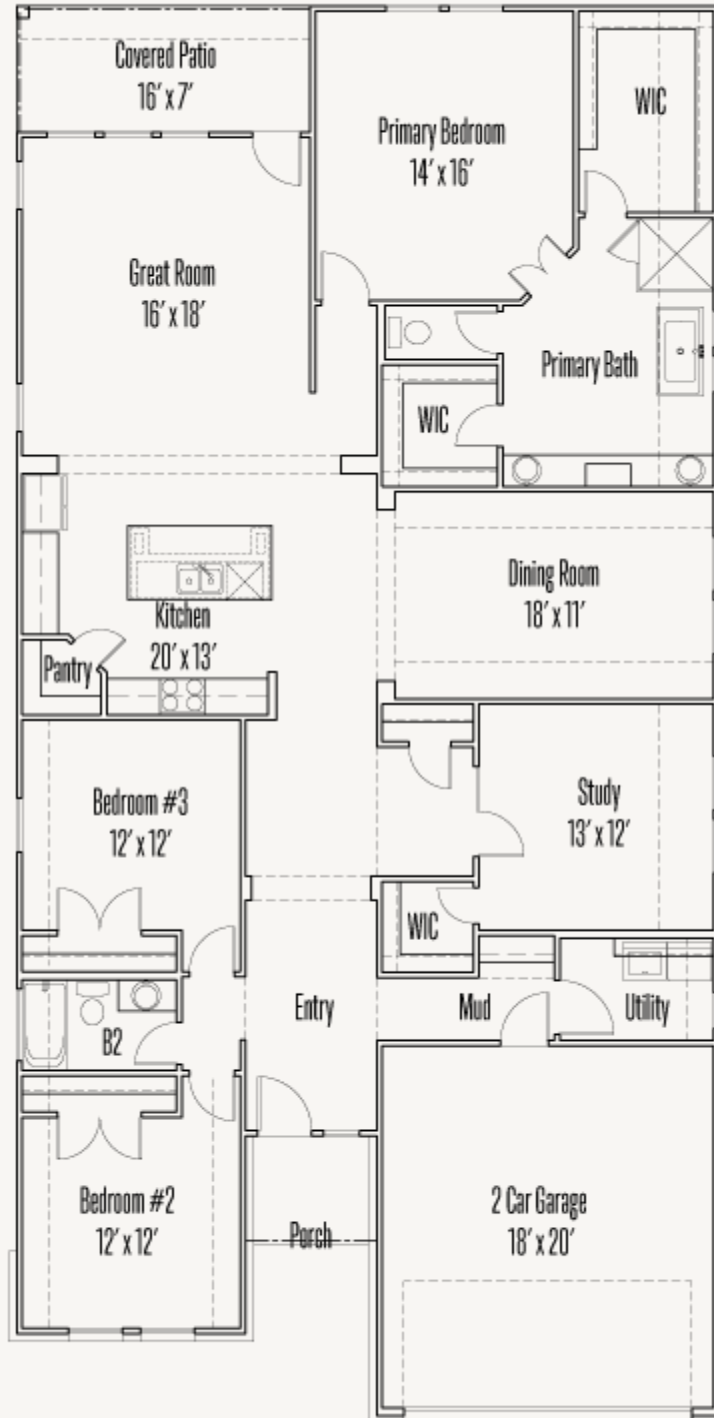 Covered Patio
16' x 7'
Primary Bedroom
14' x 16'
WIC
Great Room
16' x 18'
Primary Bath
WIC
Dining Room
18' x 11'
Kitchen
20' x 13'
Pantry
Bedroom #3
12' x 12'
Study
13' x 12'
WIC
Entry
Mud
Utility
B2
Bedroom #2
12' x 12'
Porch
2 Car Garage
18' x 20'